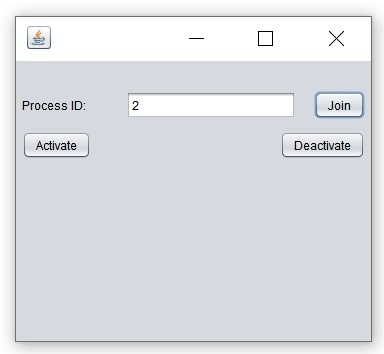 Process ID: 2 Join
Activate Deactivate